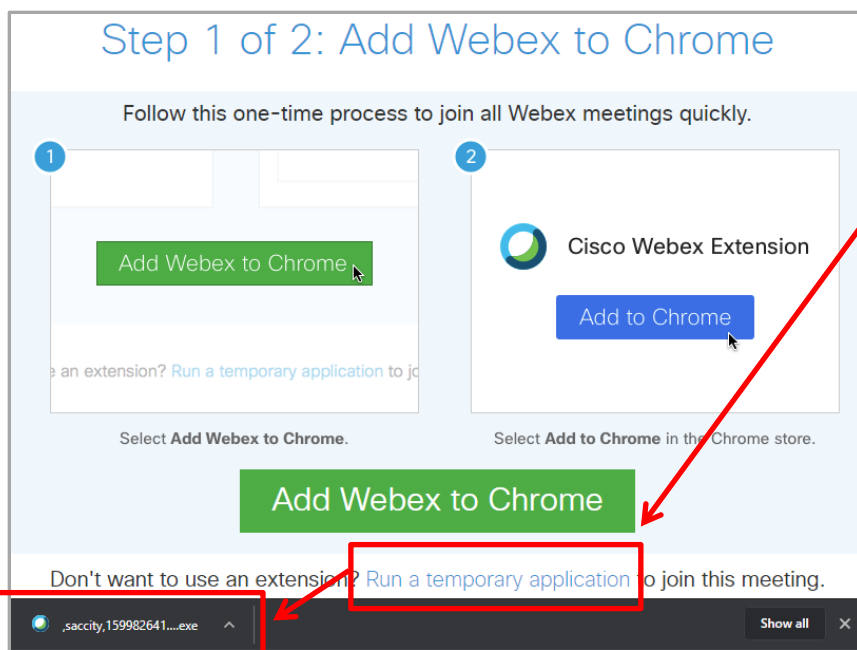 Step 1 of 2: Add Webex to Chrome
Follow this one-time process to join all Webex meetings quickly.
1
2
Add Webex to Chrome
Cisco Webex Extension
Add to Chrome
an extension? Run a temporary application to jo
Select Add Webex to Chrome.
Select Add to Chrome in the Chrome store.
Add Webex to Chrome
Don't want to use an extension? Run a temporary application to join this meeting.
,saccity,159982641....exe
Show all